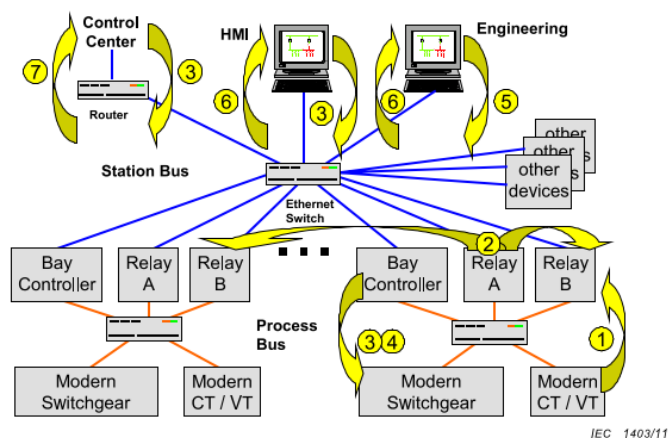 Control
Center
HMI
Engineering
7
3
6
3
6
5
Router
Station Bus
other
other
s
other
devices
s
Ethernet
Switch
2
Bay
Controller
Relay
A
Relay
B
Bay
Controller
Relay
A
Relay
B
Process
Bus
3
4
1
Modern
Switchgear
Modern
CT / VT
Modern
Switchgear
Modern
CT / VT
IEC 1403/11